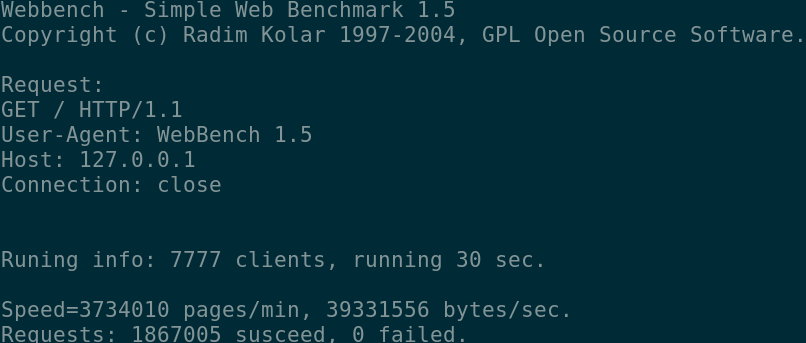 Webbench - Simple Web Benchmark 1.5
Copyright (c) Radim Kolar 1997-2004, GPL Open Source Software.
Request:
GET / HTTP/1.1
User-Agent: WebBench 1.5
Host: 127.0.0.1
Connection: close
Runing info: 7777 clients, running 30 sec.
Speed=3734010 pages/min, 39331556 bytes/sec.
Requests: 1867005 susceed, 0 failed.